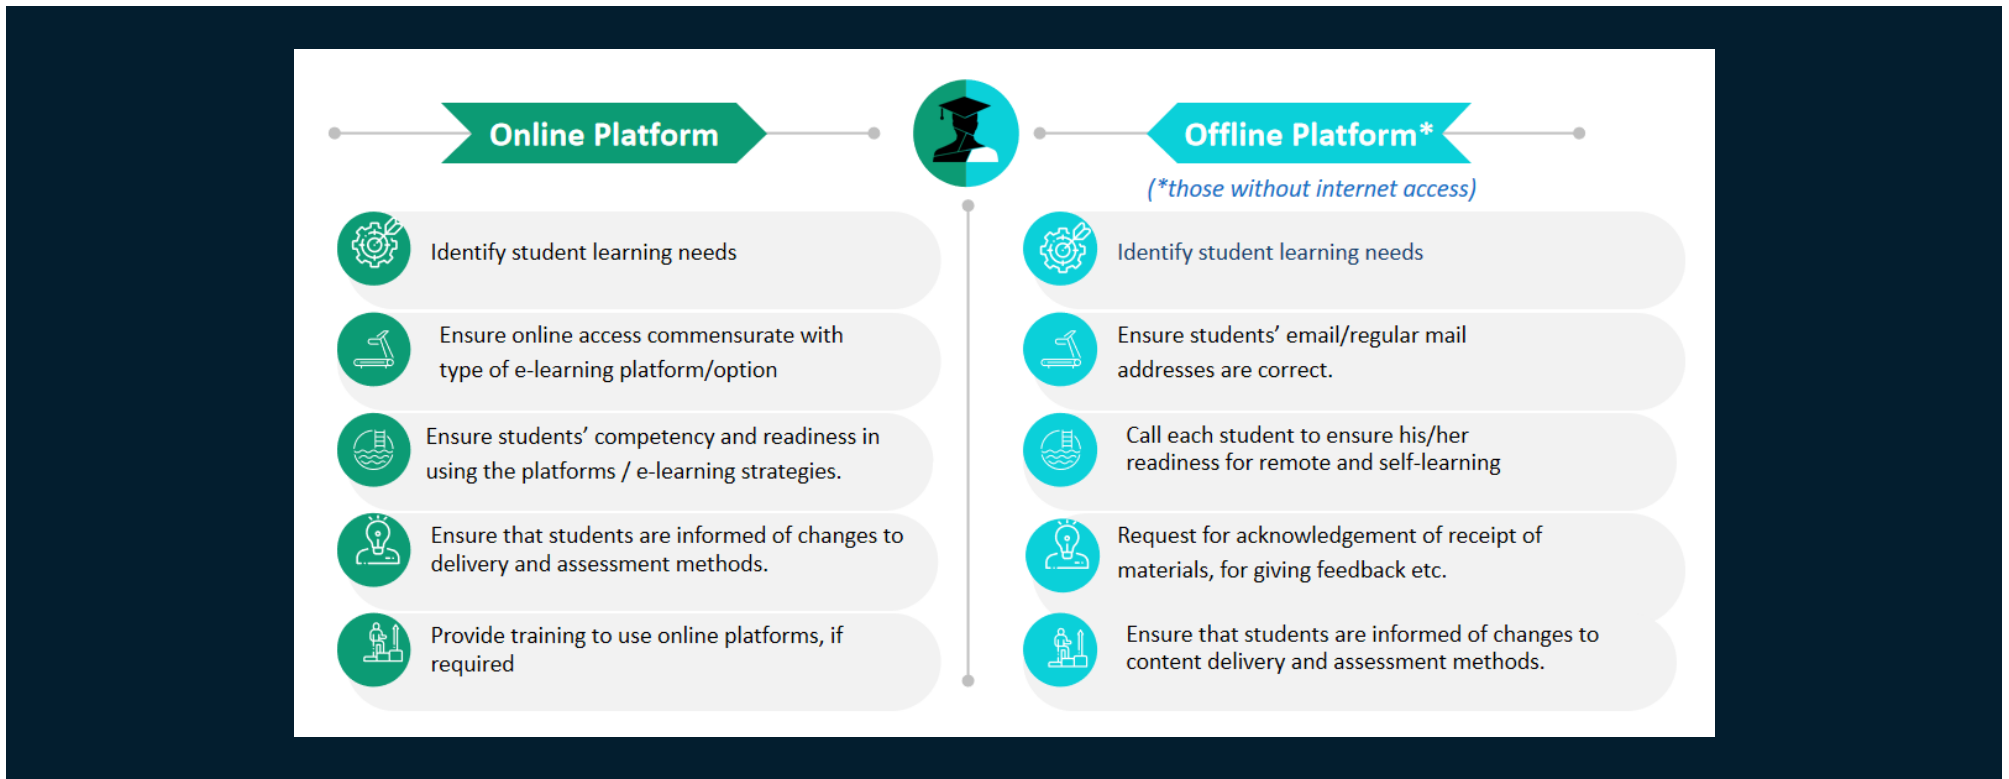 Online Platform
Identify student learning needs
Ensure online access commensurate with
type of e-learning platform/option
Ensure students’ competency and readiness in
using the platforms / e-learning strategies.
Ensure that students are informed of changes to
delivery and assessment methods.
Provide training to use online platforms, if
required
Offline Platform*
(*those without internet access)
Identify student learning needs
Ensure students’ email/regular mail
addresses are correct.
Call each student to ensure his/her
readiness for remote and self-learning
Request for acknowledgement of receipt of
materials, for giving feedback etc.
Ensure that students are informed of changes to
content delivery and assessment methods.